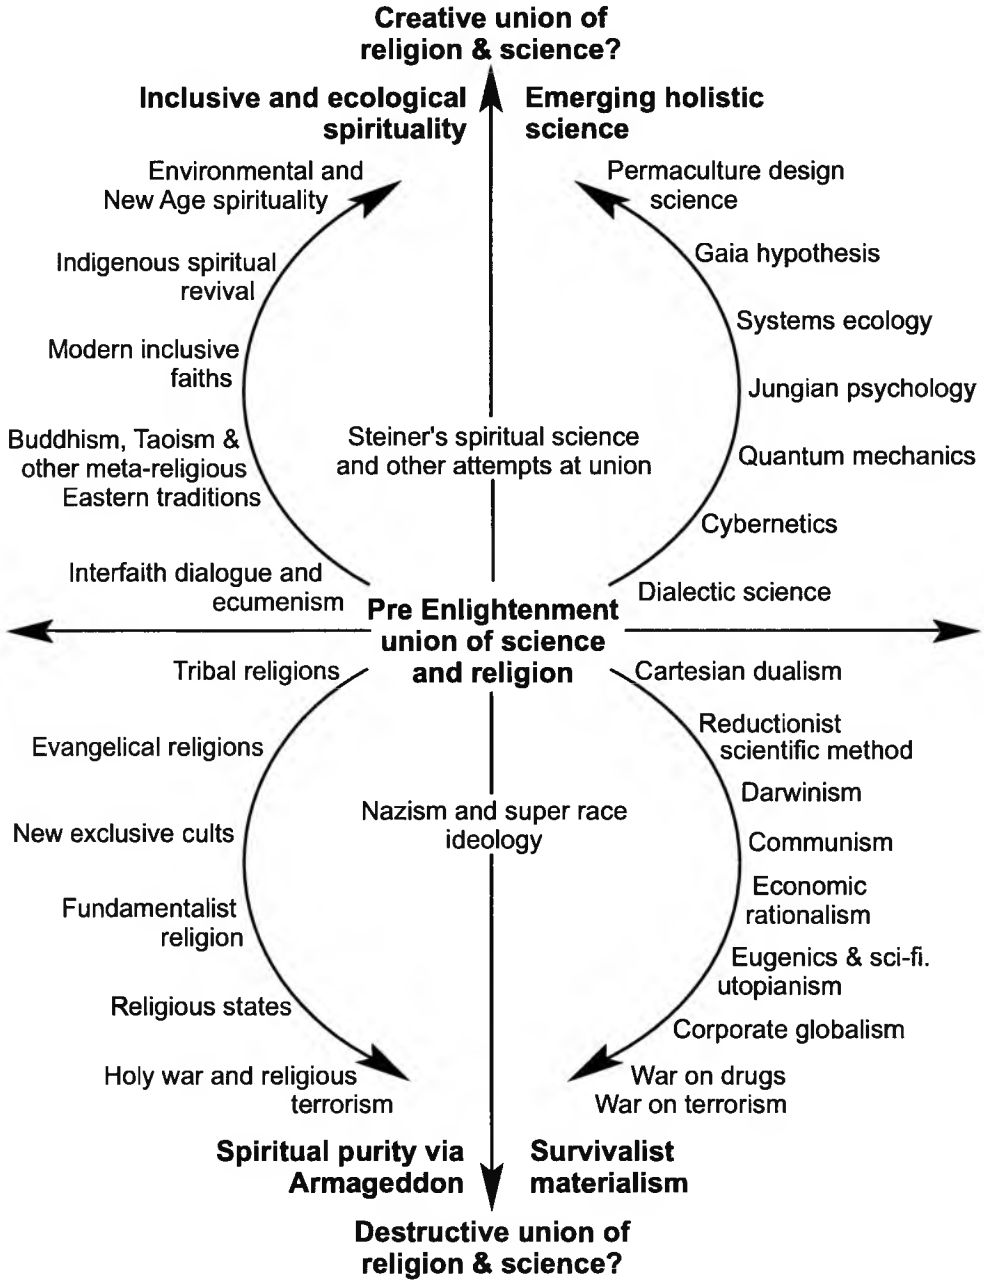 Creative union of
religion & science?
Inclusive and ecological
spirituality
Emerging holistic
science
Environmental and
New Age spirituality
Indigenous spiritual
revival
Modern inclusive
faiths
Buddhism, Taoism &
other meta-religious
Eastern traditions
Interfaith dialogue and
ecumenism
Steiner's spiritual science
and other attempts at union
Permaculture design
science
Gaia hypothesis
Systems ecology
Jungian psychology
Quantum mechanics
Cybernetics
Dialectic science
Pre Enlightenment
union of science
and religion
Tribal religions
Evangelical religions
New exclusive cults
Fundamentalist
religion
Religious states
Holy war and religious
terrorism
Nazism and super race
ideology
Cartesian dualism
Reductionist
scientific method
Darwinism
Communism
Economic
rationalism
Eugenics & sci-fi.
utopianism
Corporate globalism
War on drugs
War on terrorism
Spiritual purity via
Armageddon
Survivalist
materialism
Destructive union of
religion & science?